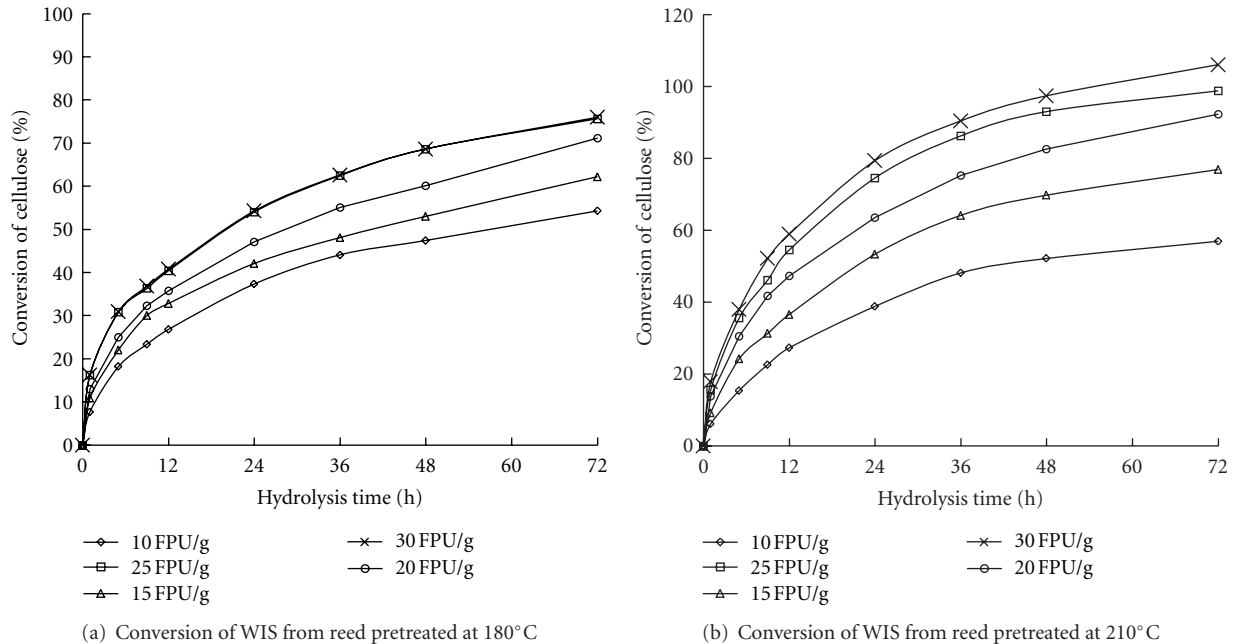 100
90
80
70
60
50
40
30
20
10
0
Conversion of cellulose (%)
0 12 24 36 48 60 72
Hydrolysis time (h)
10 FPU/g
25 FPU/g
15 FPU/g
30 FPU/g
20 FPU/g
(a) Conversion of WIS from reed pretreated at 180°C
120
100
80
60
40
20
0
Conversion of cellulose (%)
0 12 24 36 48 60 72
Hydrolysis time (h)
10 FPU/g
25 FPU/g
15 FPU/g
30 FPU/g
20 FPU/g
(b) Conversion of WIS from reed pretreated at 210°C